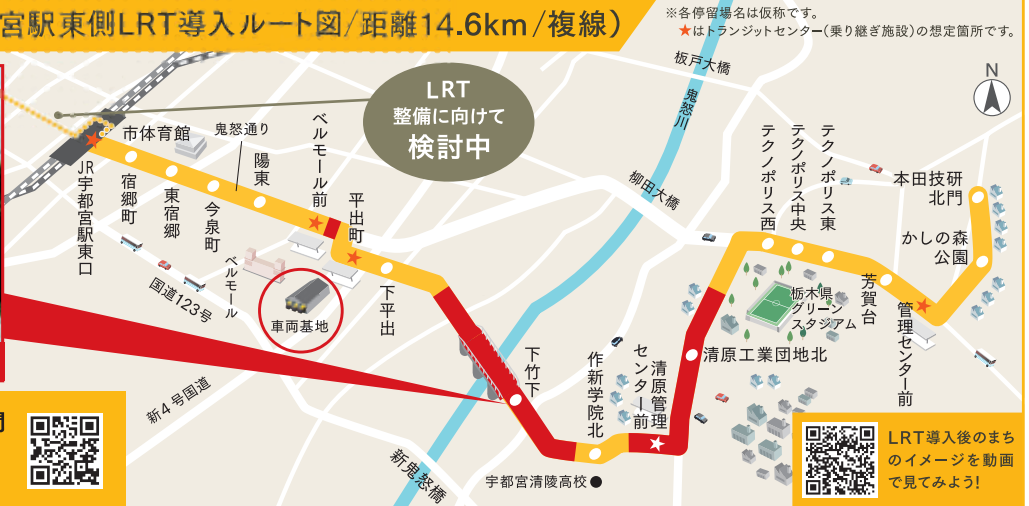 宮駅東側LRT導入ルート図/距離14.6km/複線)
※各停留場名は仮称です。
★はトランジットセンター(乗り継ぎ施設)の想定箇所です。
LRT
整備に向けて
検討中
N
板戸大橋
鬼怒川
柳田大橋
市体育館
鬼怒通り
JR宇都宮駅東口
宿郷町
東宿郷
今泉町
陽東
ベルモール前
平出町
ベルモール
国道123号
車両基地
下平出
新4号国道
下竹下
作新学院北
清原管理
センター前
清原工業団地北
テクノポリス西
テクノポリス中央
テクノポリス東
栃木県
グリーン
スタジアム
芳賀台
管理センター前
かしの森
公園
本田技研
北門
新鬼怒橋
宇都宮清陵高校●
間
LRT導入後のまち
のイメージを動画
で見てみよう!